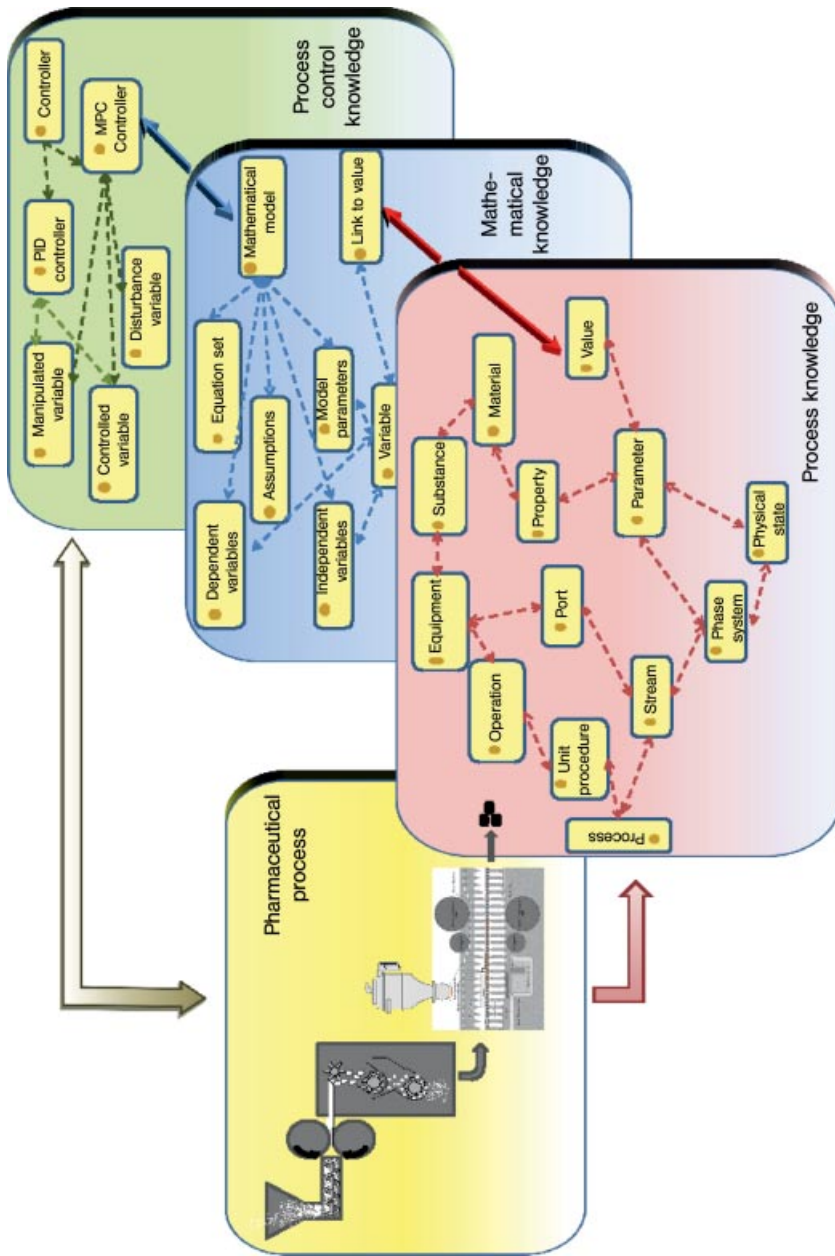 Pharmaceutical
process
Process
Unit
procedure
Operation
Equipment
Substance
Material
Property
Port
Stream
Phase
system
Parameter
Physical
state
Value
Process knowledge
Dependent
variables
Equation set
Assumptions
Independent
variables
Model
parameters
Variable
Mathematical
model
Link to value
Mathe-
matical
knowledge
Manipulated
variable
Controlled
variable
PID
controller
Disturbance
variable
Controller
MPC
Controller
Process
control
knowledge